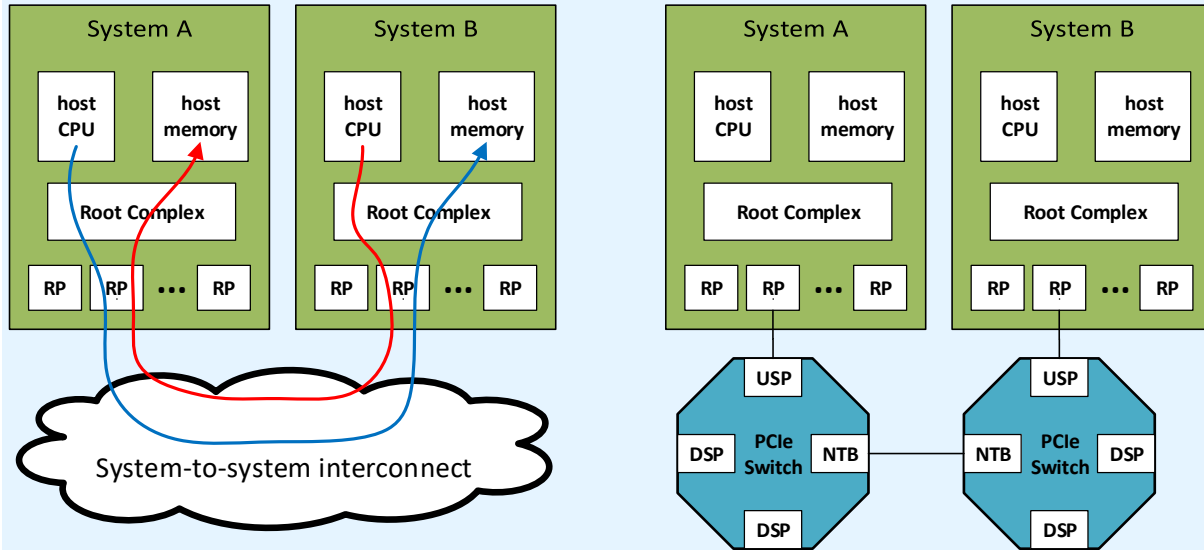 System A
host
CPU
host
memory
Root Complex
RP
RP
...
RP
System B
host
CPU
host
memory
Root Complex
RP
RP
...
RP
System-to-system interconnect
System A
host
CPU
host
memory
Root Complex
RP
RP
...
RP
System B
host
CPU
host
memory
Root Complex
RP
RP
...
RP
USP
DSP
PCIe
Switch
NTB
DSP
USP
NTB
PCIe
Switch
DSP
DSP